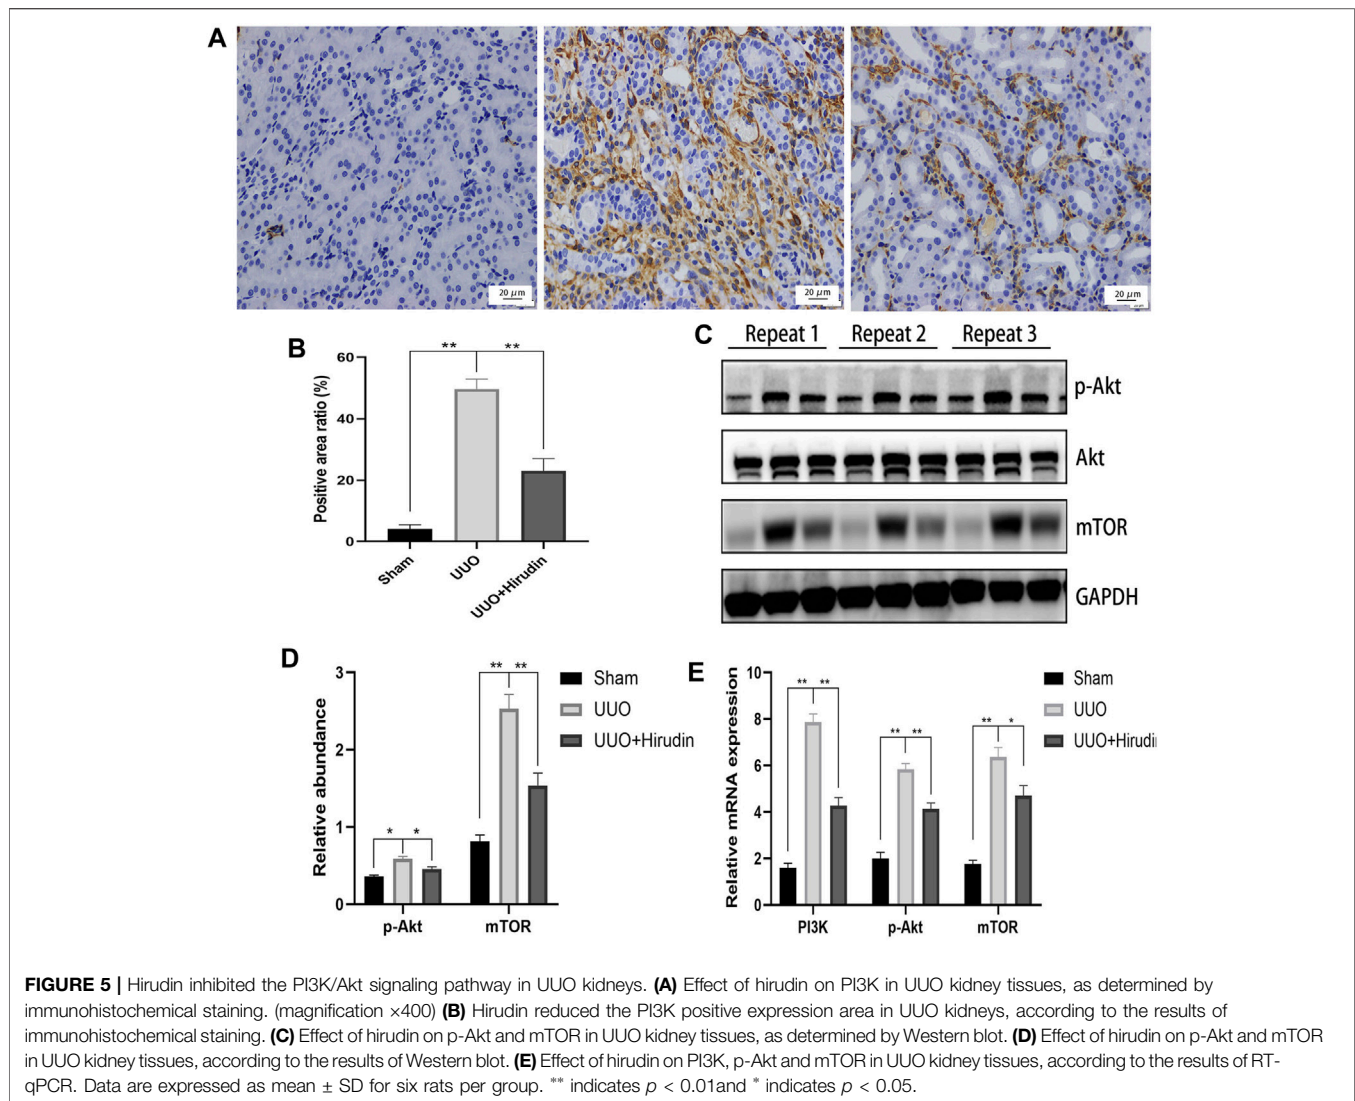 A
20 µm
20 µm
20 µm
B
Positive area ratio (%)
60
40
20
0
**
**
Sham
UUO
UUO+Hirudin
C
Repeat 1 Repeat 2 Repeat 3
p-Akt
Akt
mTOR
GAPDH
D
Relative abundance
3
2
1
0
*
*
** **
p-Akt mTOR
Sham
UUO
UUO+Hirudin
E
Relative mRNA expression
10
8
6
4
2
0
** **
** **
** *
PI3K p-Akt mTOR
Sham
UUO
UUO+Hirudin
FIGURE 5 | Hirudin inhibited the PI3K/Akt signaling pathway in UUO kidneys. (A) Effect of hirudin on PI3K in UUO kidney tissues, as determined by
immunohistochemical staining. (magnification ×400) (B) Hirudin reduced the PI3K positive expression area in UUO kidneys, according to the results of
immunohistochemical staining. (C) Effect of hirudin on p-Akt and mTOR in UUO kidney tissues, as determined by Western blot. (D) Effect of hirudin on p-Akt and mTOR
in UUO kidney tissues, according to the results of Western blot. (E) Effect of hirudin on PI3K, p-Akt and mTOR in UUO kidney tissues, according to the results of RT-
qPCR. Data are expressed as mean ± SD for six rats per group. ** indicates p < 0.01and * indicates p < 0.05.